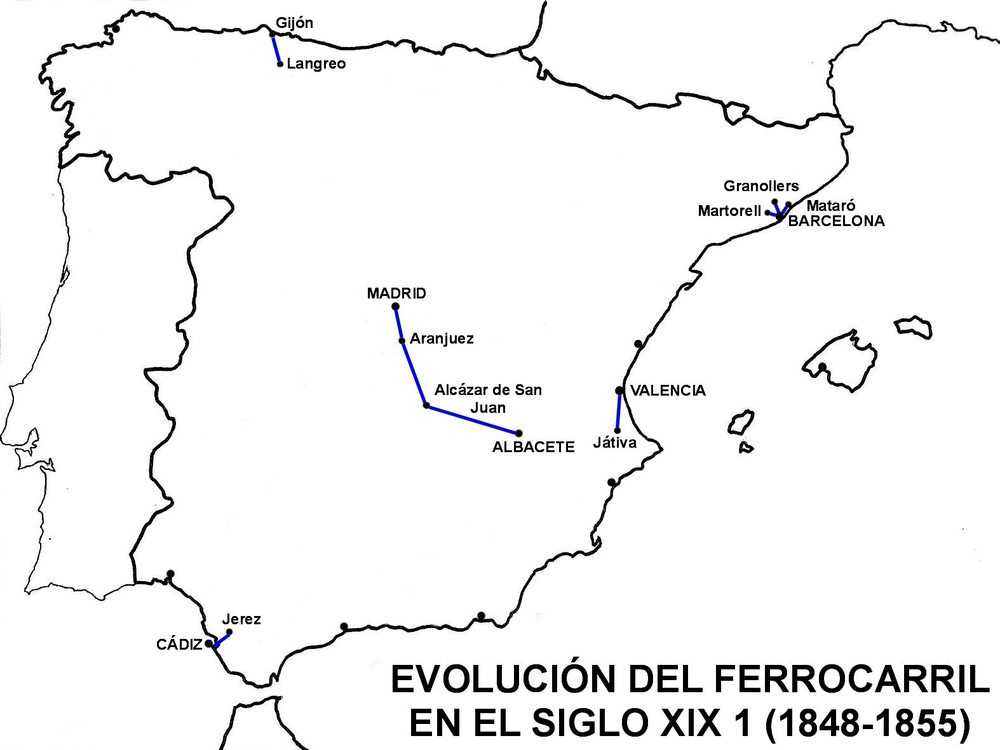 Gijón
Langreo
Granollers
Martorell
Mataró
BARCELONA
MADRID
Aranjuez
Alcázar de San
Juan
VALENCIA
ALBACETE
Játiva
Jerez
CÁDIZ
EVOLUCIÓN DEL FERROCARRIL
EN EL SIGLO XIX 1 (1848-1855)